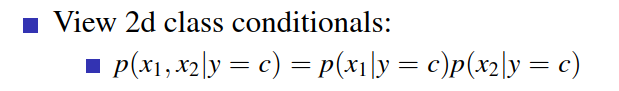 View 2d class conditionals:
p(x₁, x₂|y = c) = p(x₁|y = c)p(x₂|y = c)